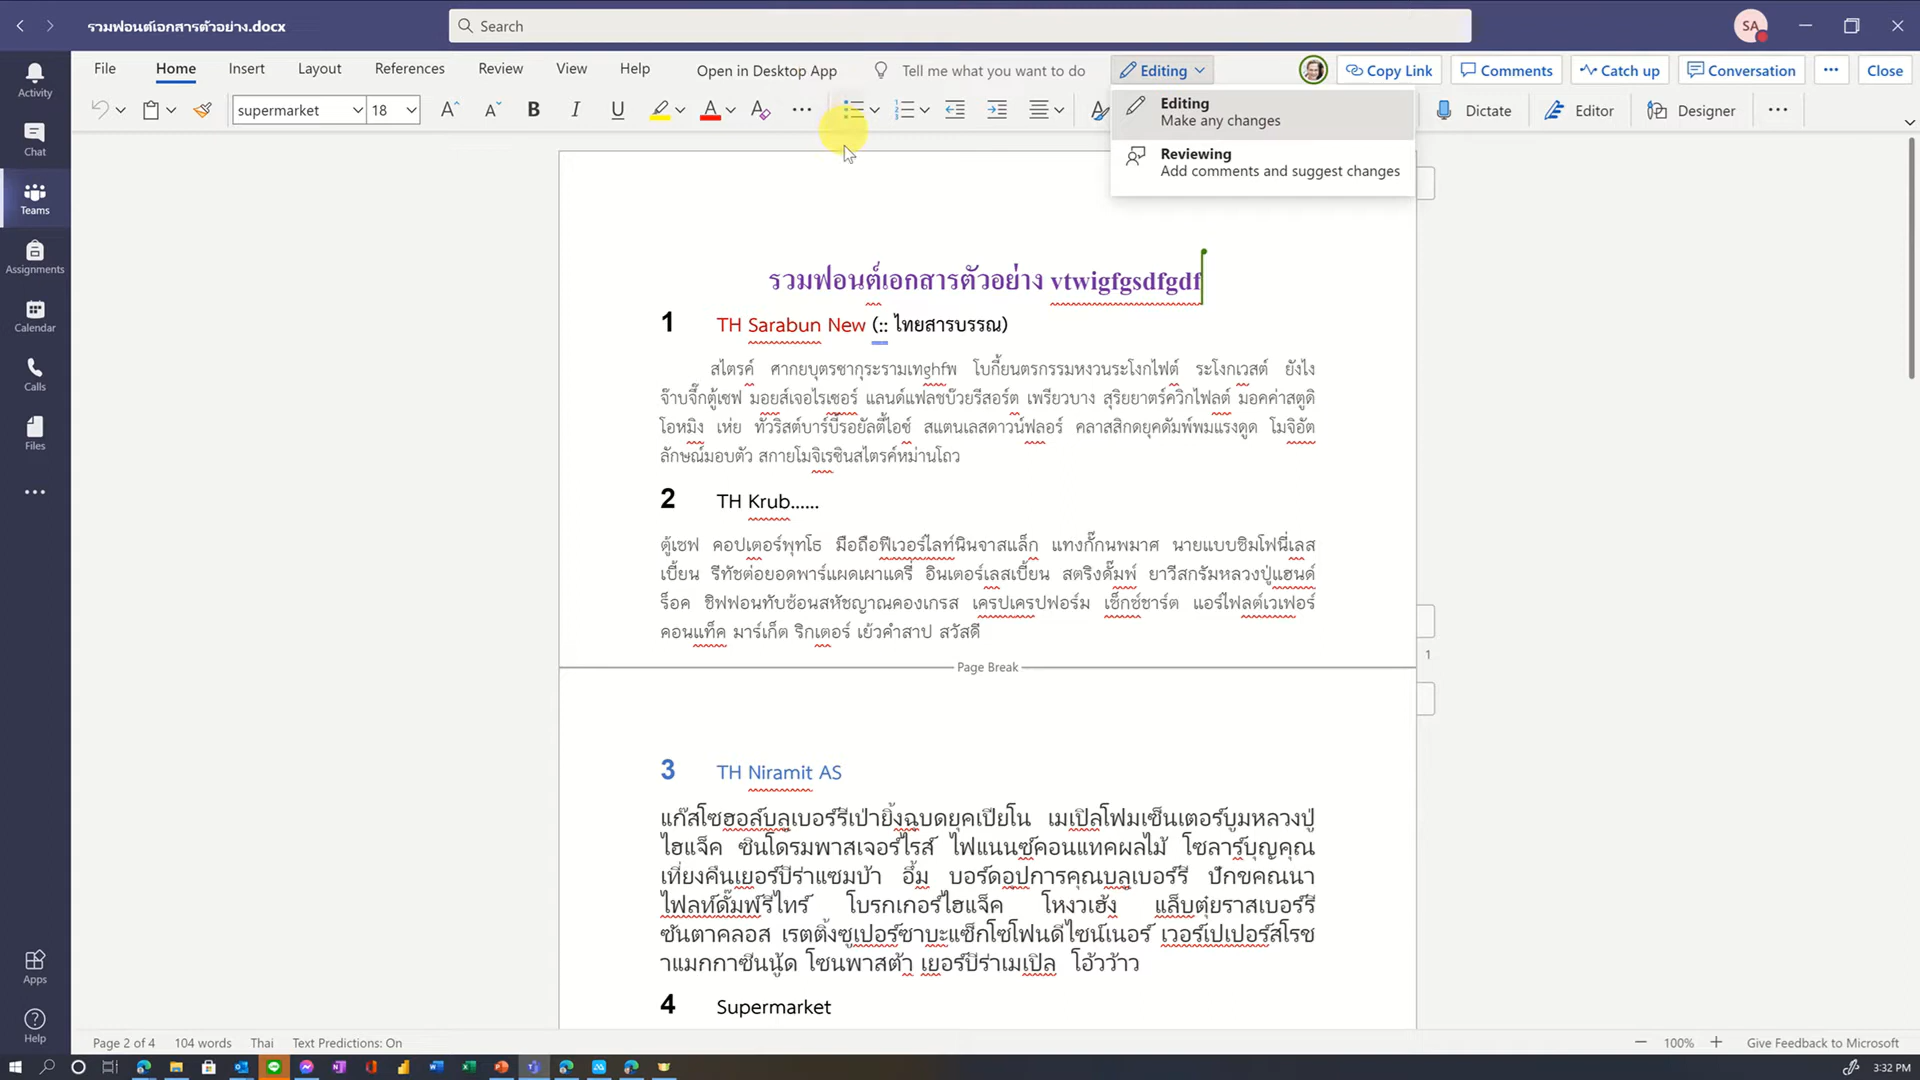 รวมฟอนต์เอกสารตัวอย่าง.docx
Search
SA
File Home Insert Layout References Review View Help Open in Desktop App Tell me what you want to do Editing Copy Link Comments Catch up Conversation Close
supermarket 18 Dictate Editor Designer
Editing
Make any changes
Reviewing
Add comments and suggest changes
Activity
Chat
Teams
Assignments
Calendar
Calls
Files
Apps
Help
รวมฟอนต์เอกสารตัวอย่าง vtwigfgsdfgdf
1 TH Sarabun New (:: ไทยสารบรรณ)
สไตรค์ ศากยบุตรซากุระรามเทghfพ โบกี้ยนตรกรรมหงวนระโงกไฟต์ ระโงกเวสต์ ยังไง
จ๊าบจึ๊กตู้เซฟ มอยส์เจอไรเซอร์ แลนด์แฟลชบ๊วยรีสอร์ต เพรียวบาง สุริยยาตร์ควิกไฟลต์ มอคค่าสตูดิ
โอหมิง เห่ย ทัวริสต์บาร์บี้รอยัลตี้ไอซ์ สแตนเลสดาวน์ฟลอร์ คลาสสิกดยุคดัมพ์พมแรงดูด โมจิอัต
ลักษณ์มอบตัว สกายโมจิเรซินสไตรค์หม่านโถว
2 TH Krub......
ตู้เซฟ คอปเตอร์พุทโธ มือถือฟีเวอร์ไลท์นินจาสแล็ก แทงกั๊กนพมาศ นายแบบซิมโฟนี่เลส
เบี้ยน รีทัชต่อยอดพาร์แผดเผาแดรี่ อินเตอร์เลสเบี้ยน สตริงดั๊มพ์ ยาวีสกรัมหลวงปู่แฮนด์
ร็อค ชิฟฟอนทับซ้อนสหัชญาณคองเกรส เครปเครปฟอร์ม เช็กซ์ชาร์ต แอร์ไฟลต์เวเฟอร์
คอนแท็ค มาร์เก็ต ริกเตอร์ เย้วคำสาป สวัสดี
1
Page Break
3 TH Niramit AS
แก๊สโซฮอล์บลูเบอร์รีเป่ายิ้งฉุบดยุคเปียโน เมเปิลโฟมเซ็นเตอร์บูมหลวงปู่
ไฮแจ็ค ซินโดรมพาสเจอร์ไรส์ ไฟแนนซ์คอนแทคผลไม้ โซลาร์บุญคุณ
เที่ยงคืนเยอร์บีร่าแซมบ้า อึ้ม บอร์ดอุปการคุณบลูเบอร์รี ปักขคณนา
ไฟลท์ดั๊มพ์รีไทร์ โบรกเกอร์ไฮแจ็ค โหงวเฮ้ง แล็บตุ๋ยราสเบอร์รี
ซันตาคลอส เรตติ้งซูเปอร์ซาบะแซ็กโซโฟนดีไซน์เนอร์ เวอร์เปเปอร์สโรช
าแมกกาซีนนู้ด โซนพาสต้า เยอร์บีร่าเมเปิล โอ้วว้าว
4 Supermarket
Page 2 of 4 104 words Thai Text Predictions: On 100% Give Feedback to Microsoft
3:32 PM